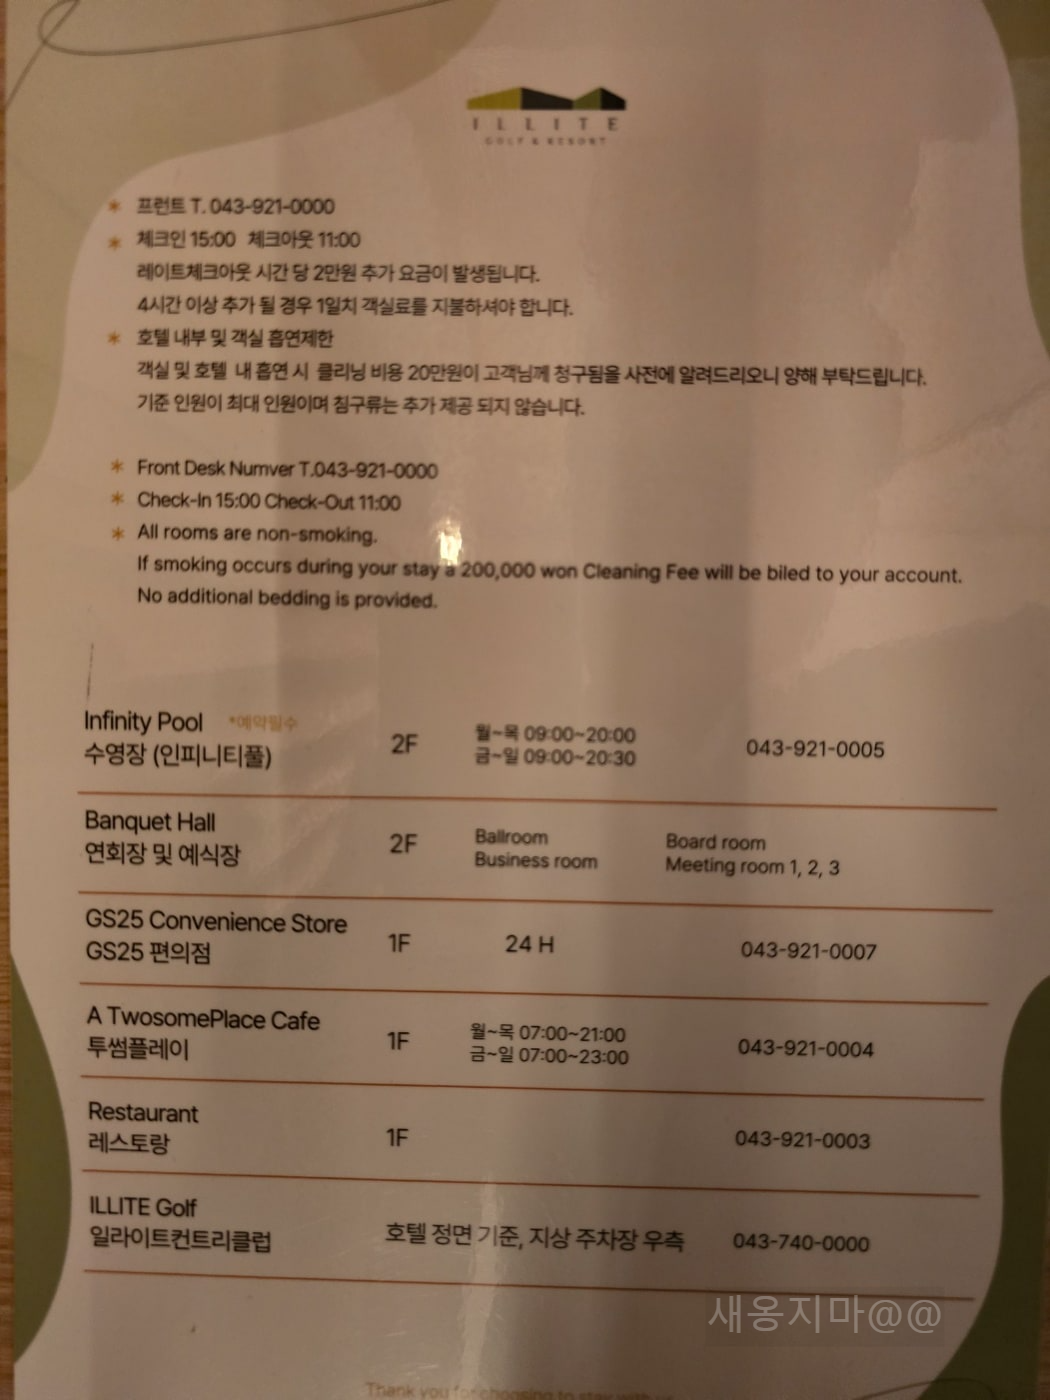 ILLITE
GOLF & RESORT
* 프런트 T. 043-921-0000
* 체크인 15:00 체크아웃 11:00
레이트체크아웃 시간 당 2만원 추가 요금이 발생됩니다.
4시간 이상 추가 될 경우 1일치 객실료를 지불하셔야 합니다.
* 호텔 내부 및 객실 흡연제한
객실 및 호텔 내 흡연 시 클리닝 비용 20만원이 고객님께 청구됨을 사전에 알려드리오니 양해 부탁드립니다.
기준 인원이 최대 인원이며 침구류는 추가 제공 되지 않습니다.
* Front Desk Numver T.043-921-0000
* Check-In 15:00 Check-Out 11:00
* All rooms are non-smoking.
If smoking occurs during your stay a 200,000 won Cleaning Fee will be biled to your account.
No additional bedding is provided.
Infinity Pool *예약필수
수영장 (인피니티풀)
2F
월~목 09:00~20:00
금~일 09:00~20:30
043-921-0005
Banquet Hall
연회장 및 예식장
2F
Ballroom
Business room
Board room
Meeting room 1, 2, 3
GS25 Convenience Store
GS25 편의점
1F
24 H
043-921-0007
A TwosomePlace Cafe
투썸플레이
1F
월~목 07:00~21:00
금~일 07:00~23:00
043-921-0004
Restaurant
레스토랑
1F
043-921-0003
ILLITE Golf
일라이트컨트리클럽
호텔 정면 기준, 지상 주차장 우측
043-740-0000
새옹지마@@
Thank you for choosing to stay with us